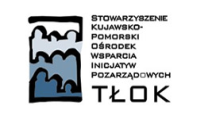 STOWARZYSZENIE
KUJAWSKO-
POMORSKI
OŚRODEK
WSPARCIA
INICJATYW
POZARZĄDOWYCH
TŁOK